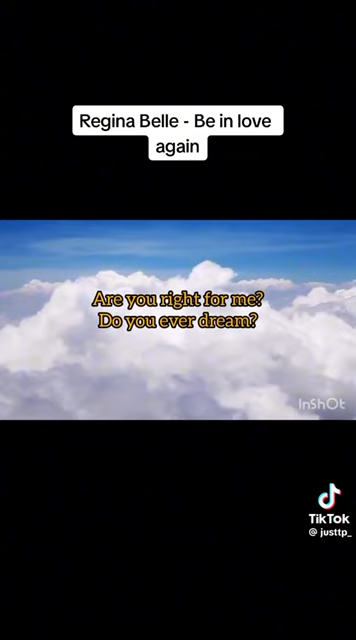 Regina Belle - Be in love
again
Are you right for me?
Do you ever dream?
InShOt
TikTok
@ justtp_